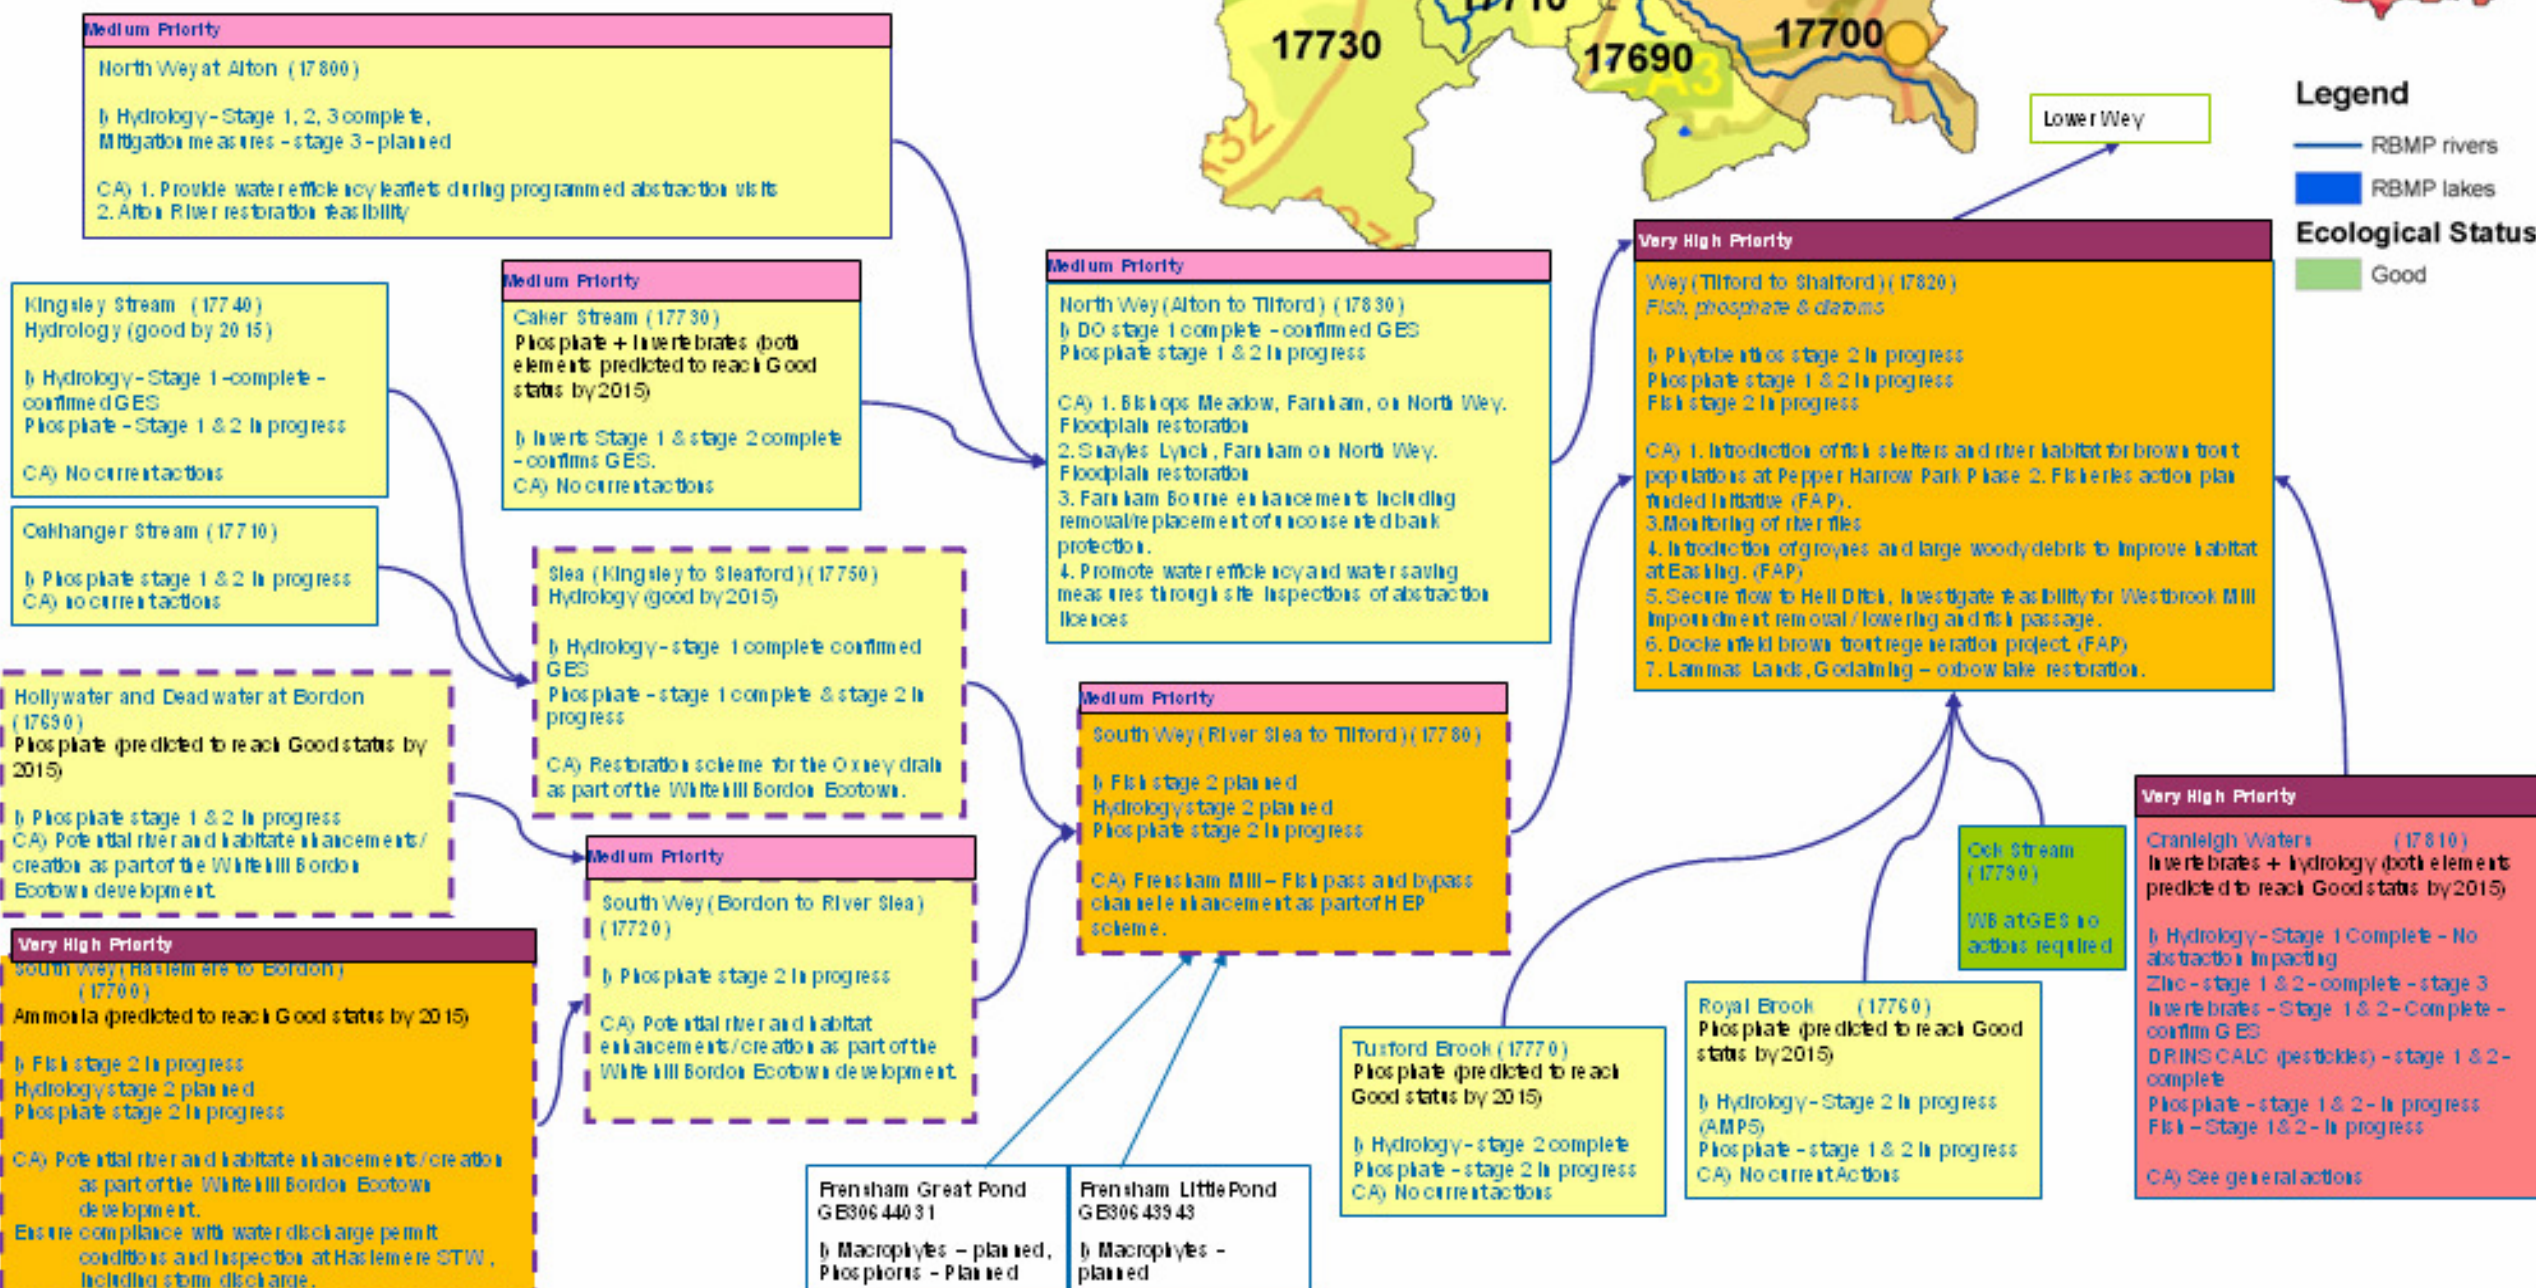 Medium Priority
North Wey at Alton (17800)
I) Hydrology - Stage 1, 2, 3 complete,
Mitigation measures - stage 3 - planned
CA) 1. Provide water efficiency leaflets during programmed abstraction visits
2. Alton River restoration feasibility
17730
17710
17690
A3
17700
A32
Lower Wey
Legend
RBMP rivers
RBMP lakes
Ecological Status
Good
Kingsley Stream (17740)
Hydrology (good by 2015)
I) Hydrology - Stage 1 - complete -
confirmed GES
Phosphate - Stage 1 & 2 in progress
CA) No current actions
Oakhanger Stream (17710)
I) Phosphate stage 1 & 2 in progress
CA) no current actions
Medium Priority
Caker Stream (17730)
Phosphate + Invertebrates (both
elements predicted to reach Good
status by 2015)
I) Inverts Stage 1 & stage 2 complete
- confirms GES.
CA) No current actions
Medium Priority
North Wey (Alton to Tilford) (17830)
I) DO stage 1 complete - confirmed GES
Phosphate stage 1 & 2 in progress
CA) 1. Bishops Meadow, Farnham, on North Wey.
Floodplain restoration
2. Snayles Lynch, Farnham on North Wey.
Floodplain restoration
3. Farnham Bourne enhancements including
removal/replacement of unconsented bank
protection.
4. Promote water efficiency and water saving
measures through site inspections of abstraction
licences
Very High Priority
Wey (Tilford to Shalford) (17820)
Fish, phosphate & diatoms
I) Phytobenthos stage 2 in progress
Phosphate stage 1 & 2 in progress
Fish stage 2 in progress
CA) 1. Introduction of fish shelters and river habitat for brown trout
populations at Pepper Harrow Park Phase 2. Fisheries action plan
funded initiative (FAP).
3.Monitoring of river flies
4. Introduction of groynes and large woody debris to improve habitat
at Eashing. (FAP)
5. Secure flow to Hell Ditch, Investigate feasibility for Westbrook Mill
impoundment removal / lowering and fish passage.
6. Dockenfield brown trout regeneration project. (FAP)
7. Lammas Lands, Godalming – oxbow lake restoration.
Hollywater and Deadwater at Bordon
(17690)
Phosphate (predicted to reach Good status by
2015)
I) Phosphate stage 1 & 2 in progress
CA) Potential river and habitat enhancements/
creation as part of the Whitehill Bordon
Ecotown development.
Slea (Kingsley to Sleaford) (17750)
Hydrology (good by 2015)
I) Hydrology - stage 1 complete confirmed
GES
Phosphate - stage 1 complete & stage 2 in
progress
CA) Restoration scheme for the Oxney drain
as part of the Whitehill Bordon Ecotown.
Medium Priority
South Wey (Bordon to River Slea)
(17720)
I) Phosphate stage 2 in progress
CA) Potential river and habitat
enhancements/creation as part of the
Whitehill Bordon Ecotown development.
Medium Priority
South Wey (River Slea to Tilford) (17780)
I) Fish stage 2 planned
Hydrology stage 2 planned
Phosphate stage 2 in progress
CA) Frensham Mill – Fish pass and bypass
channel enhancement as part of HEP
scheme.
Very High Priority
South Wey (Haslemere to Bordon)
(17700)
Ammonia (predicted to reach Good status by 2015)
I) Fish stage 2 in progress
Hydrology stage 2 planned
Phosphate stage 2 in progress
CA) Potential river and habitat enhancements/creation
as part of the Whitehill Bordon Ecotown
development.
Ensure compliance with water discharge permit
conditions and inspection at Haslemere STW,
including storm discharge.
Frensham Great Pond
GB30644031
I) Macrophytes – planned,
Phosphorus – Planned
Frensham Little Pond
GB30643943
I) Macrophytes –
planned
Tuxford Brook (17770)
Phosphate (predicted to reach
Good status by 2015)
I) Hydrology - stage 2 complete
Phosphate - stage 2 in progress
CA) No current actions
Royal Brook (17760)
Phosphate (predicted to reach Good
status by 2015)
I) Hydrology - Stage 2 in progress
(AMP5)
Phosphate - stage 1 & 2 in progress
CA) No current Actions
Ock Stream
(17790)
WB at GES no
actions required
Very High Priority
Cranleigh Waters (17810)
Invertebrates + hydrology (both elements
predicted to reach Good status by 2015)
I) Hydrology - Stage 1 Complete - No
abstraction impacting
Zinc - stage 1 & 2 - complete - stage 3
Invertebrates - Stage 1 & 2 - Complete -
confirm GES
DRINS CALC (pesticides) - stage 1 & 2 -
complete
Phosphate - stage 1 & 2 - in progress
Fish – Stage 1& 2 - in progress
CA) See general actions